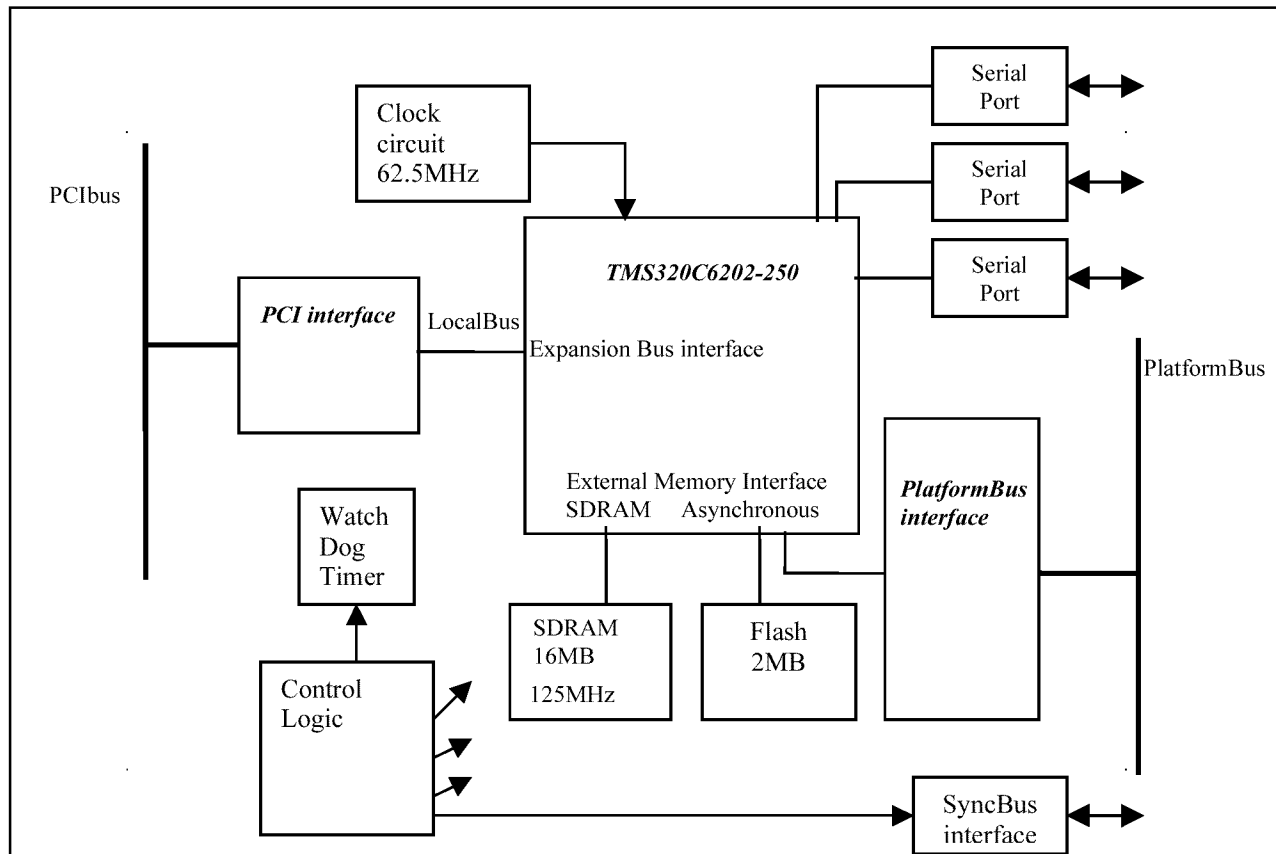 Serial
Port
Clock
circuit
62.5MHz
Serial
Port
PCIbus
TMS320C6202-250
Serial
Port
PCI interface
LocalBus
Expansion Bus interface
PlatformBus
External Memory Interface
SDRAM
Asynchronous
PlatformBus
interface
Watch
Dog
Timer
SDRAM
16MB
125MHz
Flash
2MB
Control
Logic
SyncBus
interface